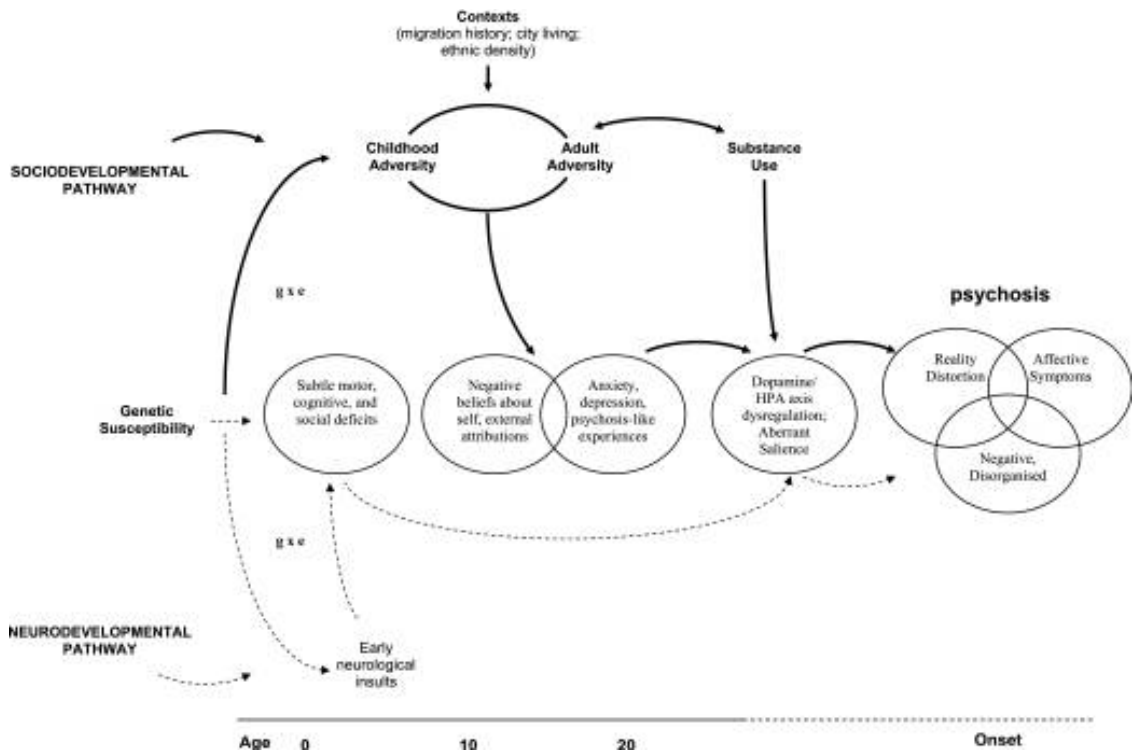 Contexts
(migration history; city living;
ethnic density)
SOCIODEVELOPMENTAL
PATHWAY
Childhood
Adversity
Adult
Adversity
Substance
Use
g x e
psychosis
Genetic
Susceptibility
Subtle motor,
cognitive, and
social deficits
Negative
beliefs about
self, external
attributions
Anxiety,
depression,
psychosis-like
experiences
Dopamine/
HPA axis
dysregulation;
Aberrant
Salience
Reality
Distortion
Affective
Symptoms
Negative,
Disorganised
g x e
NEURODEVELOPMENTAL
PATHWAY
Early
neurological
insults
Age 0 10 20 Onset